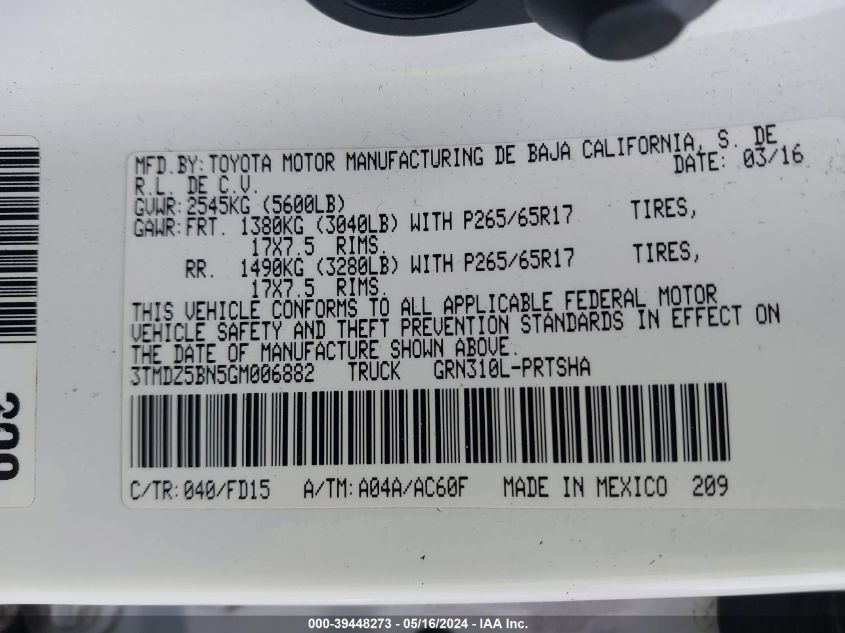 MFD.BY:TOYOTA MOTOR MANUFACTURING DE BAJA CALIFORNIA, S. DE
R.L. DE C.V. DATE: 03/16
GVWR:2545KG (5600LB)
GAWR:FRT. 1380KG (3040LB) WITH P265/65R17 TIRES,
17X7.5 RIMS.
RR. 1490KG (3280LB) WITH P265/65R17 TIRES,
17X7.5 RIMS.
THIS VEHICLE CONFORMS TO ALL APPLICABLE FEDERAL MOTOR
VEHICLE SAFETY AND THEFT PREVENTION STANDARDS IN EFFECT ON
THE DATE OF MANUFACTURE SHOWN ABOVE.
3TMDZ5BN5GM006882 TRUCK GRN310L-PRTSHA
C/TR:040/FD15 A/TM:A04A/AC60F MADE IN MEXICO 209
000-39448273 - 05/16/2024 - IAA Inc.